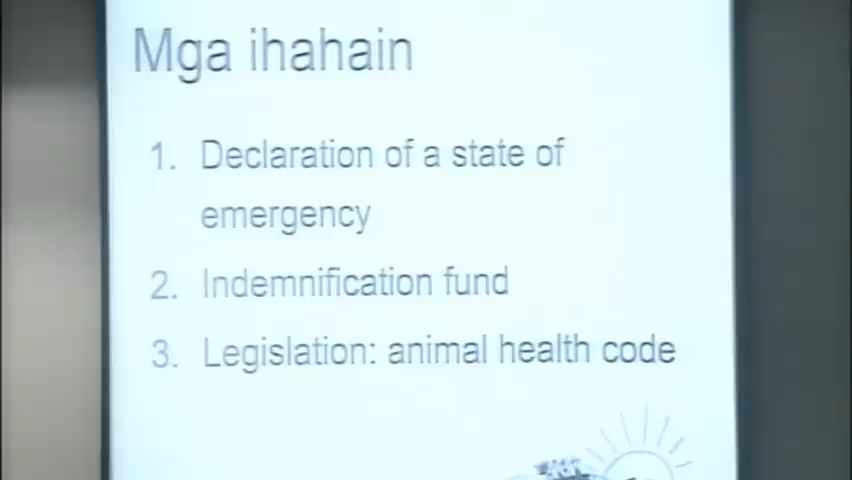 Mga ihahain
1. Declaration of a state of
emergency
2. Indemnification fund
3. Legislation: animal health code